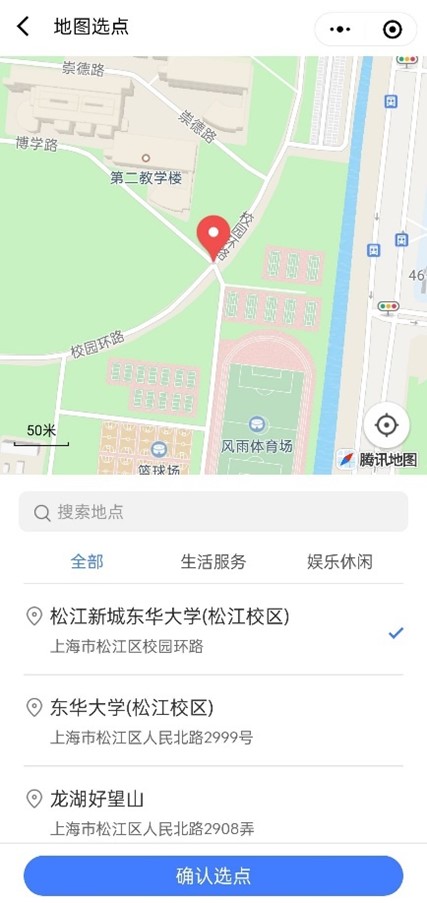 地图选点
崇德路
崇德路
博学路
第二教学楼
校园环路
46
校园环路
50米
风雨体育场
篮球场
腾讯地图
搜索地点
全部 生活服务 娱乐休闲
松江新城东华大学(松江校区)
上海市松江区校园环路
东华大学(松江校区)
上海市松江区人民北路2999号
龙湖好望山
上海市松江区人民北路2908弄
确认选点